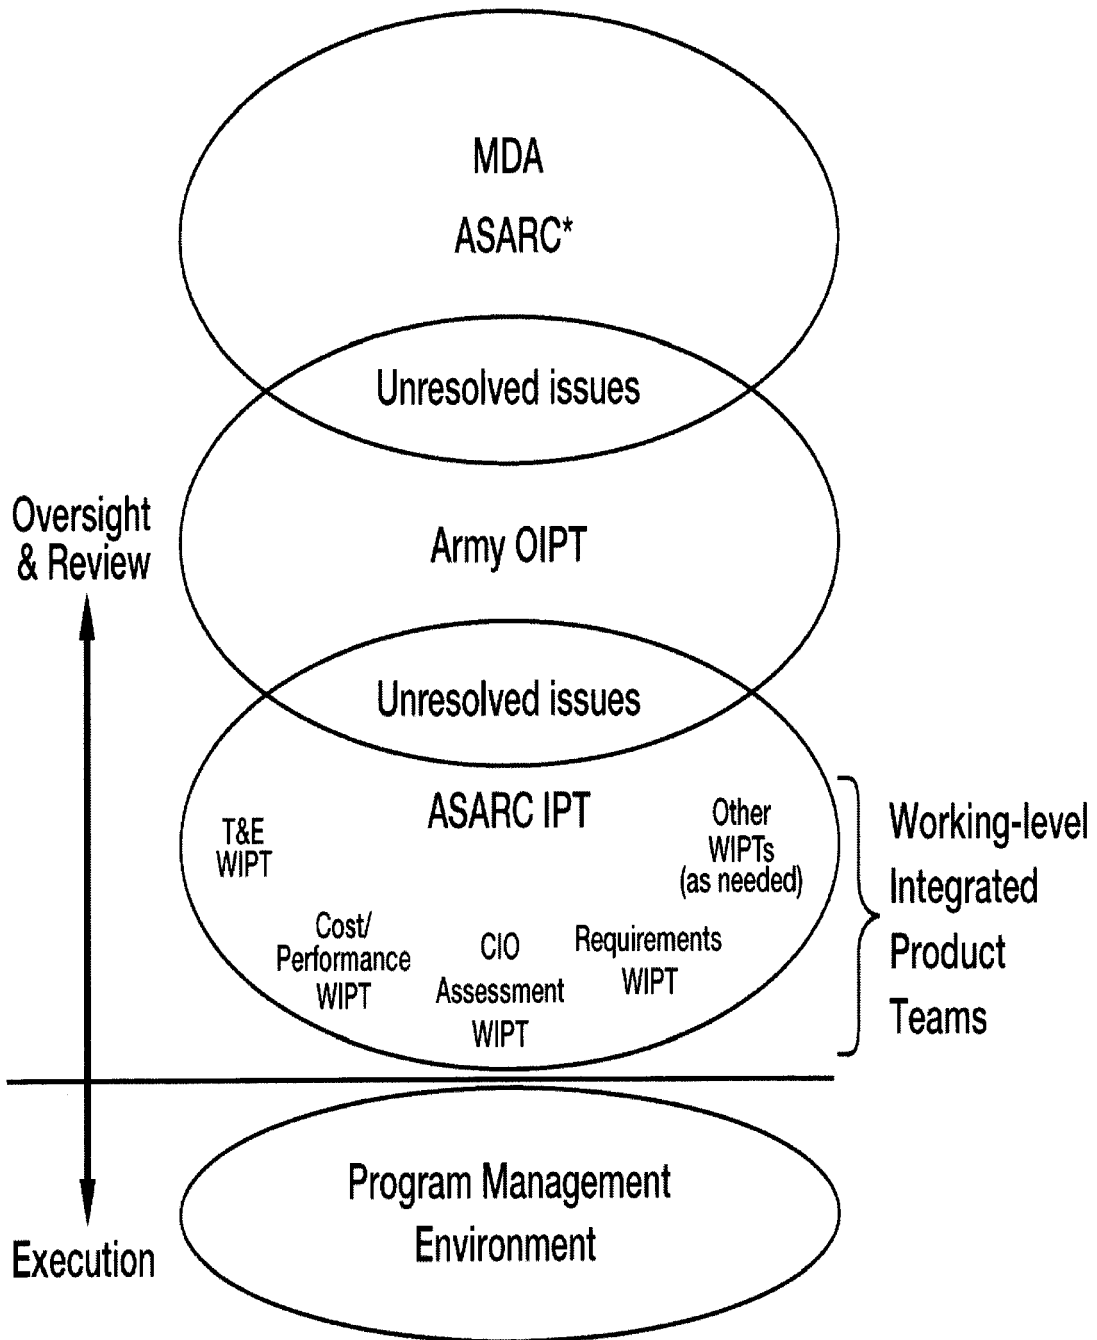 MDA
ASARC*
Unresolved issues
Oversight
& Review
Army OIPT
Unresolved issues
ASARC IPT
T&E
WIPT
Other
WIPTs
(as needed)
Cost/
Performance
WIPT
CIO
Assessment
WIPT
Requirements
WIPT
Working-level
Integrated
Product
Teams
Program Management
Environment
Execution